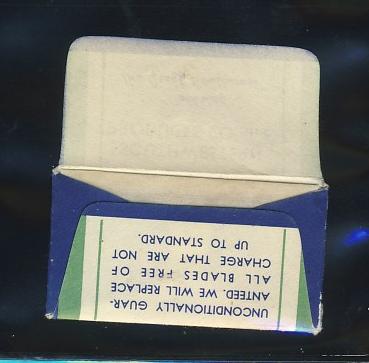 UNCONDITIONALLY GUAR-
ANTEED. WE WILL REPLACE
ALL BLADES FREE OF
CHARGE THAT ARE NOT
UP TO STANDARD.